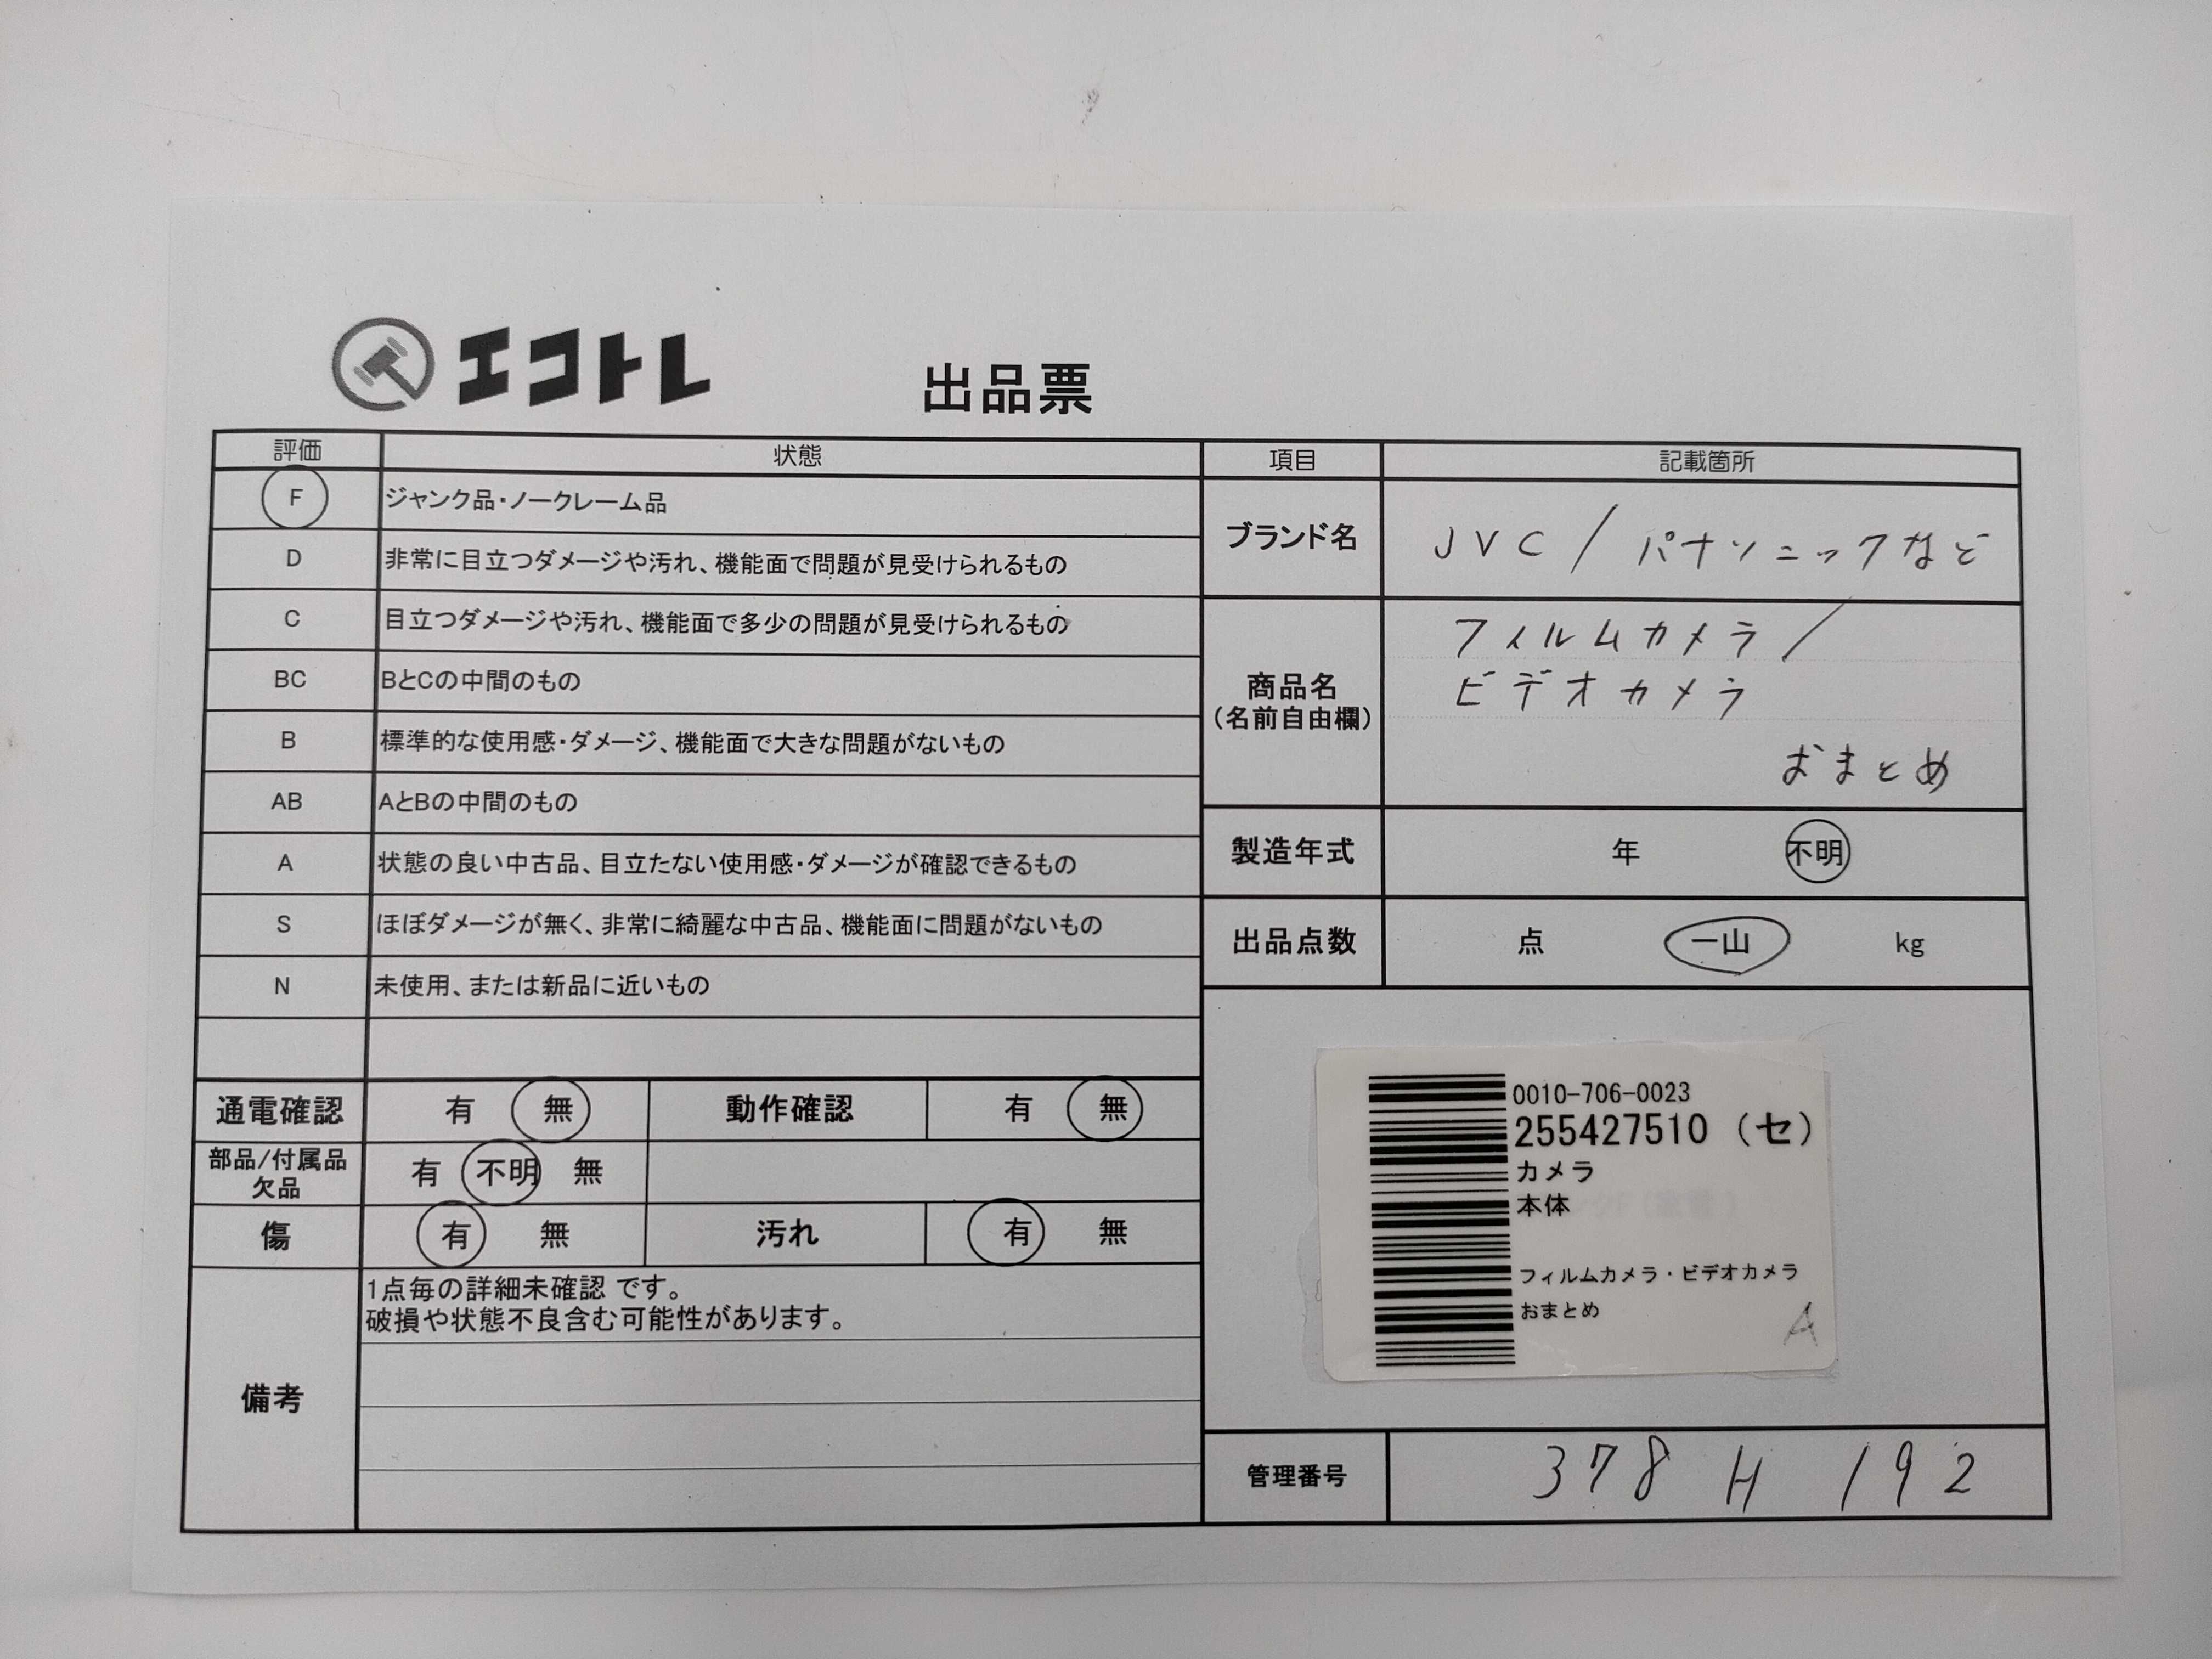 エコトレ
出品票
評価 状態
F ジャンク品・ノークレーム品
D 非常に目立つダメージや汚れ、機能面で問題が見受けられるもの
C 目立つダメージや汚れ、機能面で多少の問題が見受けられるもの
BC BとCの中間のもの
B 標準的な使用感・ダメージ、機能面で大きな問題がないもの
AB AとBの中間のもの
A 状態の良い中古品、目立たない使用感・ダメージが確認できるもの
S ほぼダメージが無く、非常に綺麗な中古品、機能面に問題がないもの
N 未使用、または新品に近いもの
通電確認 有 無 動作確認 有 無
部品/付属品 欠品 有 不明 無
傷 有 無 汚れ 有 無
備考
1点毎の詳細未確認 です。
破損や状態不良含む可能性があります。
項目 記載箇所
ブランド名 JVC / パナソニックなど
商品名
(名前自由欄)
フィルムカメラ /
ビデオカメラ
おまとめ
製造年式 年 不明
出品点数 点 一山 kg
0010-706-0023
255427510 (セ)
カメラ
本体
フィルムカメラ・ビデオカメラ
おまとめ
A
管理番号 378 H 192